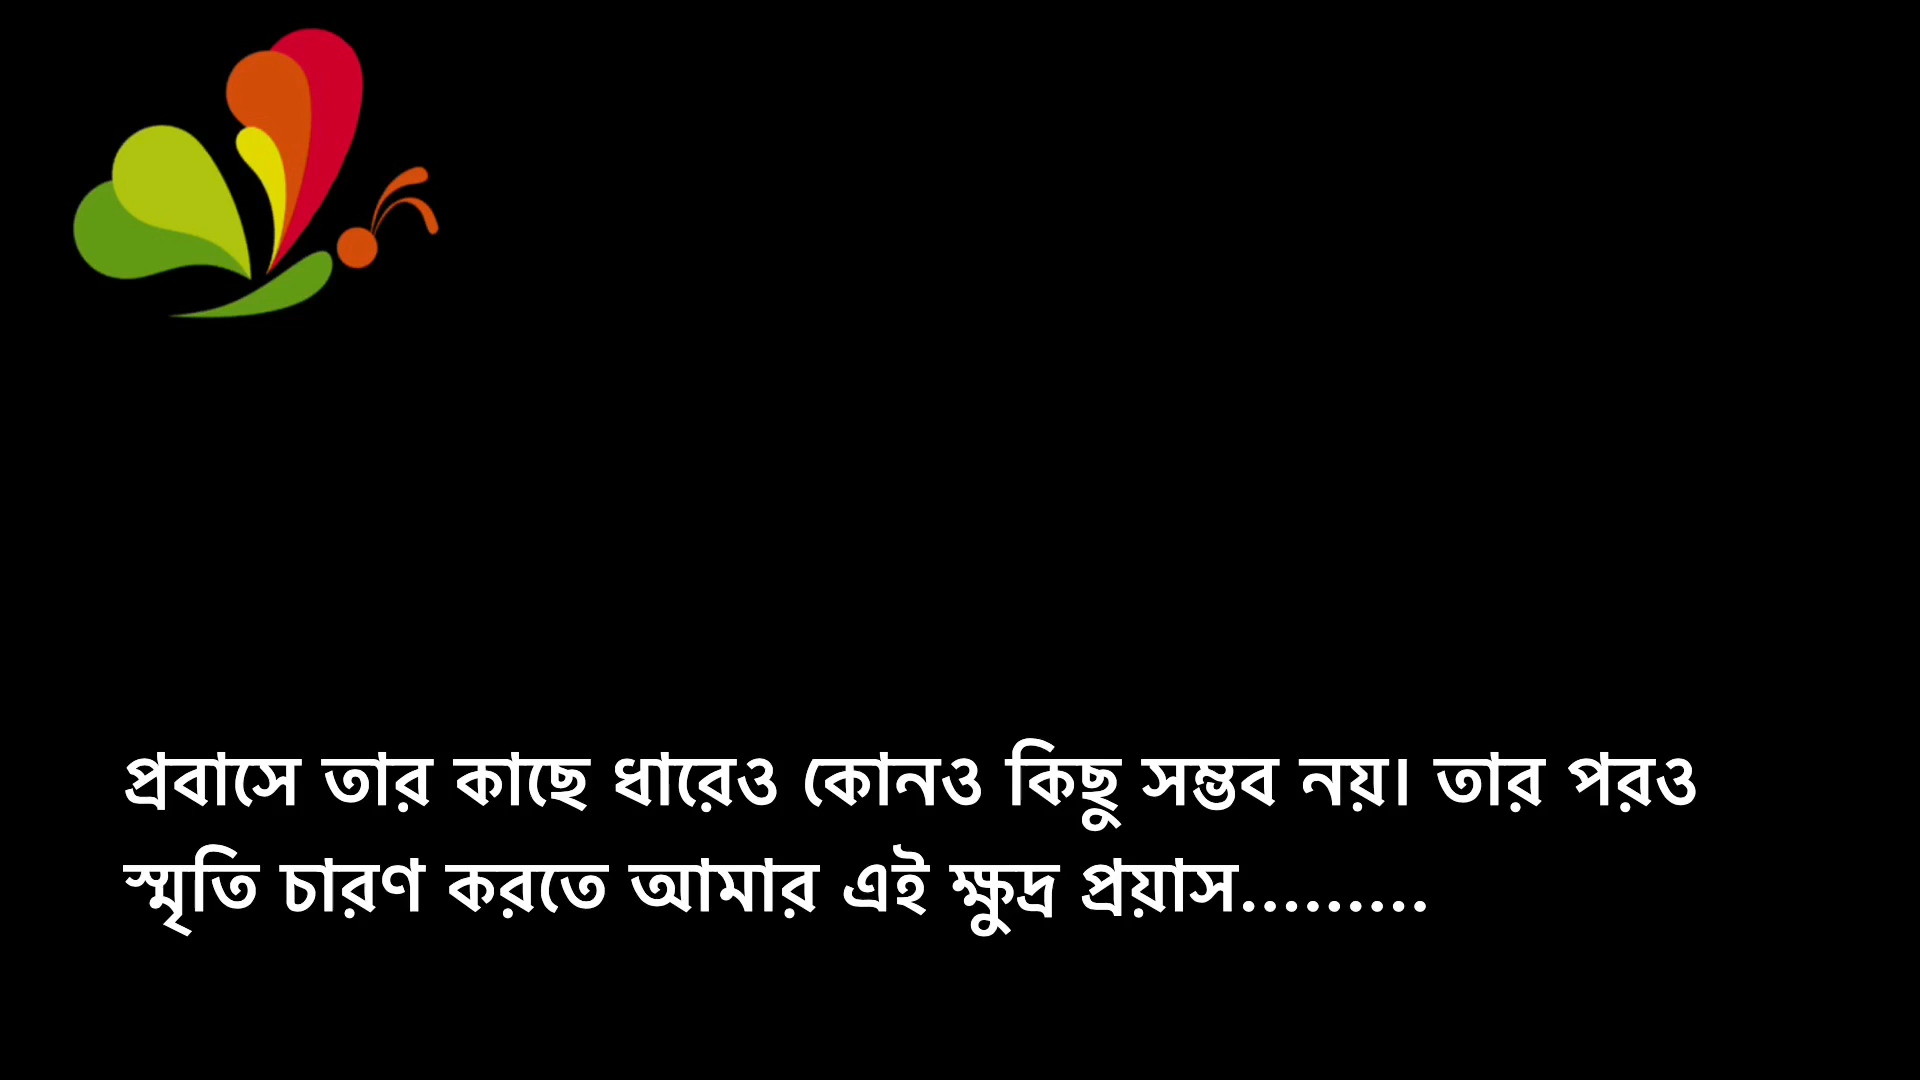 প্রবাসে তার কাছে ধারেও কোনও কিছু সম্ভব নয়। তার পরও
স্মৃতি চারণ করতে আমার এই ক্ষুদ্র প্রয়াস.........